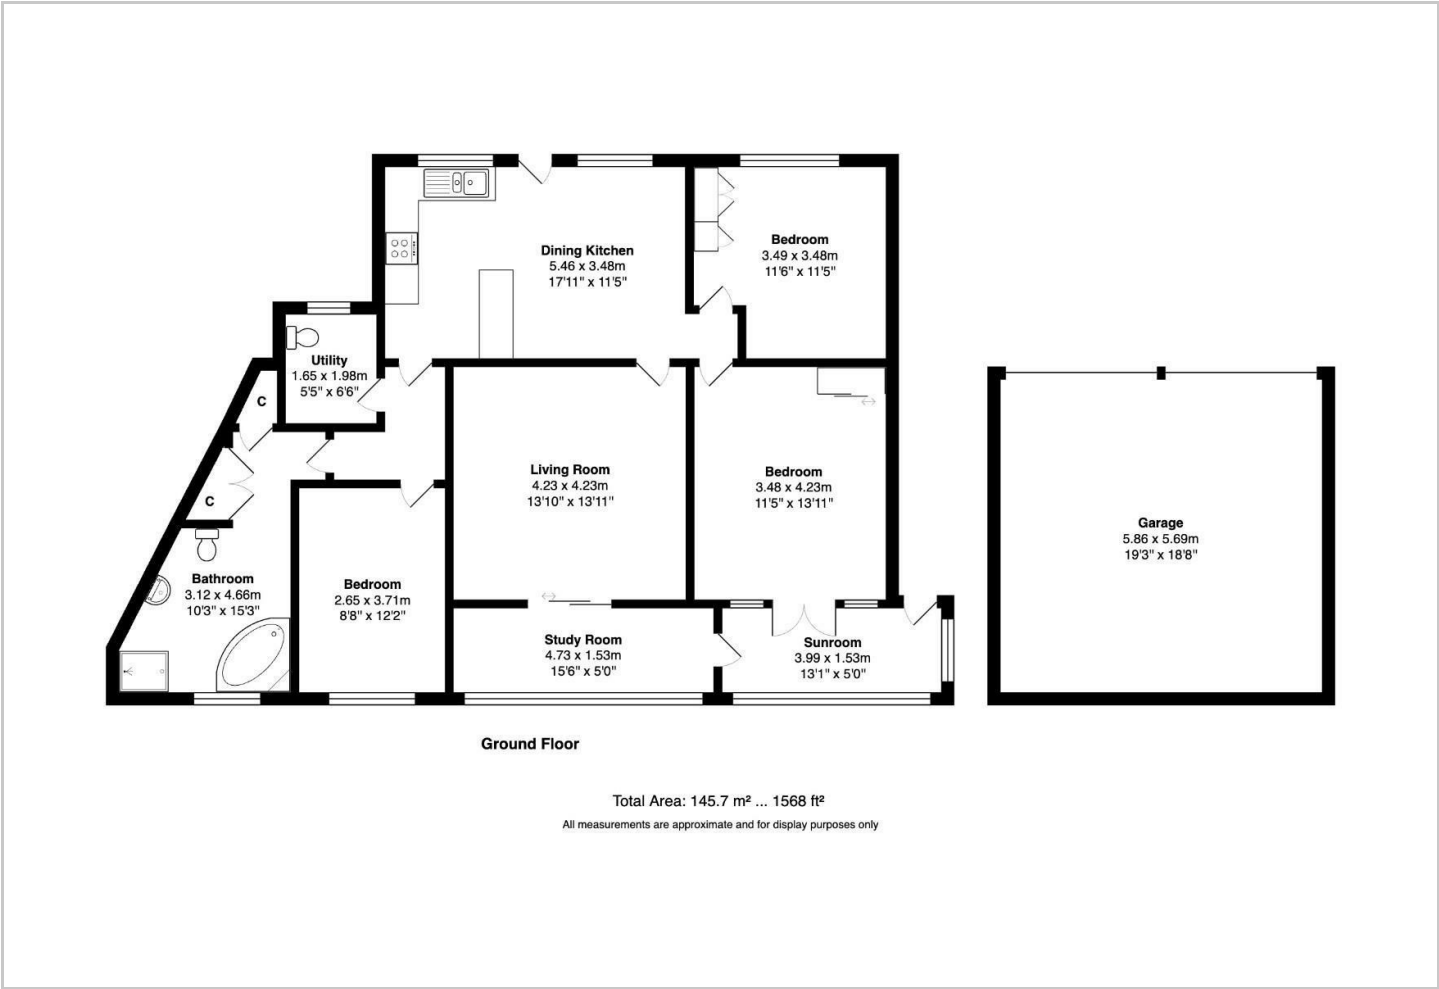 Dining Kitchen
5.46 x 3.48m
17'11" x 11'5"
Bedroom
3.49 x 3.48m
11'6" x 11'5"
Utility
1.65 x 1.98m
5'5" x 6'6"
C
C
Living Room
4.23 x 4.23m
13'10" x 13'11"
Bedroom
3.48 x 4.23m
11'5" x 13'11"
Garage
5.86 x 5.69m
19'3" x 18'8"
Bathroom
3.12 x 4.66m
10'3" x 15'3"
Bedroom
2.65 x 3.71m
8'8" x 12'2"
Study Room
4.73 x 1.53m
15'6" x 5'0"
Sunroom
3.99 x 1.53m
13'1" x 5'0"
Ground Floor
Total Area: 145.7 m² ... 1568 ft²
All measurements are approximate and for display purposes only